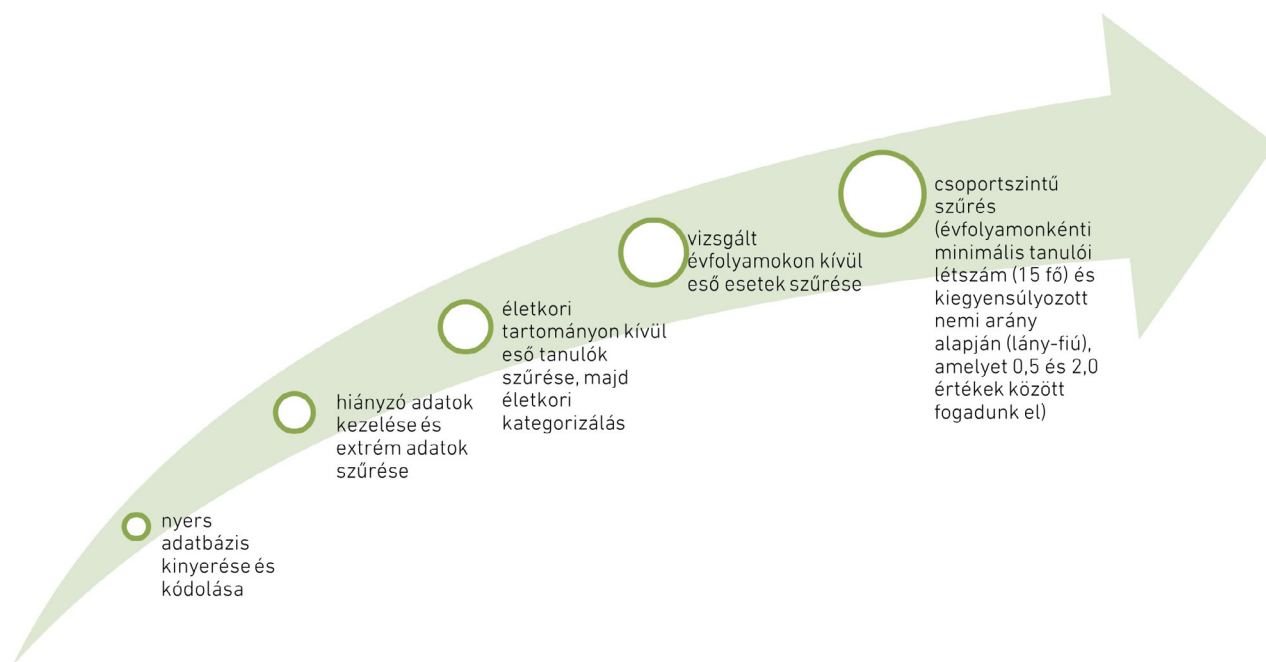 nyers
adatbázis
kinyerése és
kódolása
hiányzó adatok
kezelése és
extrém adatok
szűrése
életkori
tartományon kívül
eső tanulók
szűrése, majd
életkori
kategorizálás
vizsgált
évfolyamokon kívül
eső esetek szűrése
csoportszintű
szűrés
(évfolyamonkénti
minimális tanulói
létszám (15 fő) és
kiegyensúlyozott
nemi arány
alapján (lány-fiú),
amelyet 0,5 és 2,0
értékek között
fogadunk el)